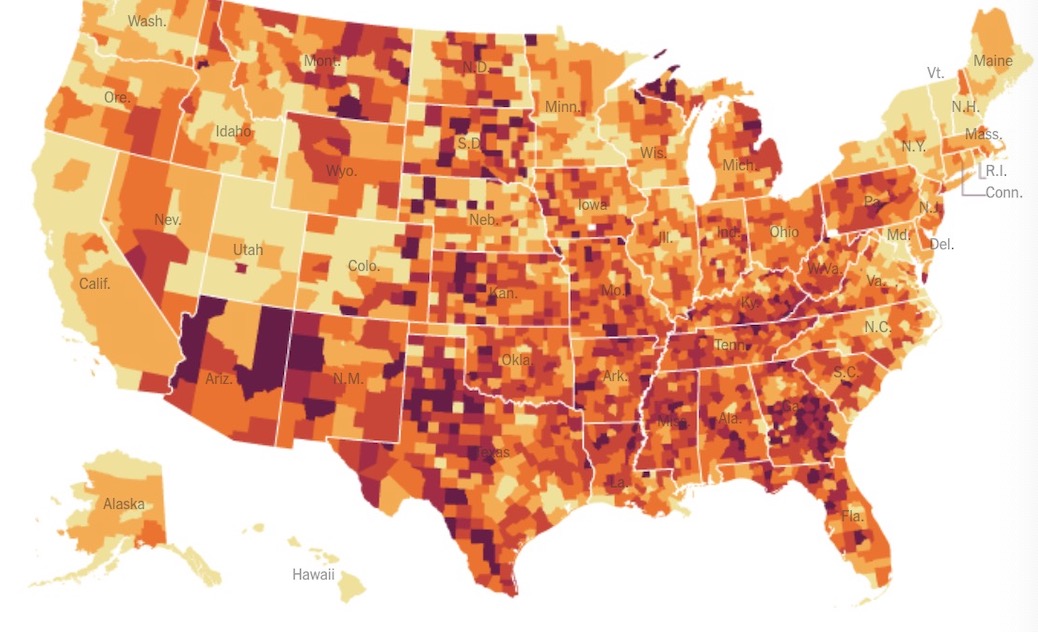 Wash.
Mont.
N.D.
Minn.
Maine
Vt.
N.H.
Ore.
Idaho
S.D.
Wis.
Mich.
N.Y.
Mass.
R.I.
Conn.
Wyo.
Nev.
Utah
Colo.
Neb.
Iowa
Ill.
Ind.
Ohio
Pa.
N.J.
Md.
Del.
Calif.
Kan.
Mo.
Ky.
W.Va.
Va.
Ariz.
N.M.
Okla.
Ark.
Tenn.
N.C.
S.C.
Texas
La.
Miss.
Ala.
Ga.
Fla.
Alaska
Hawaii